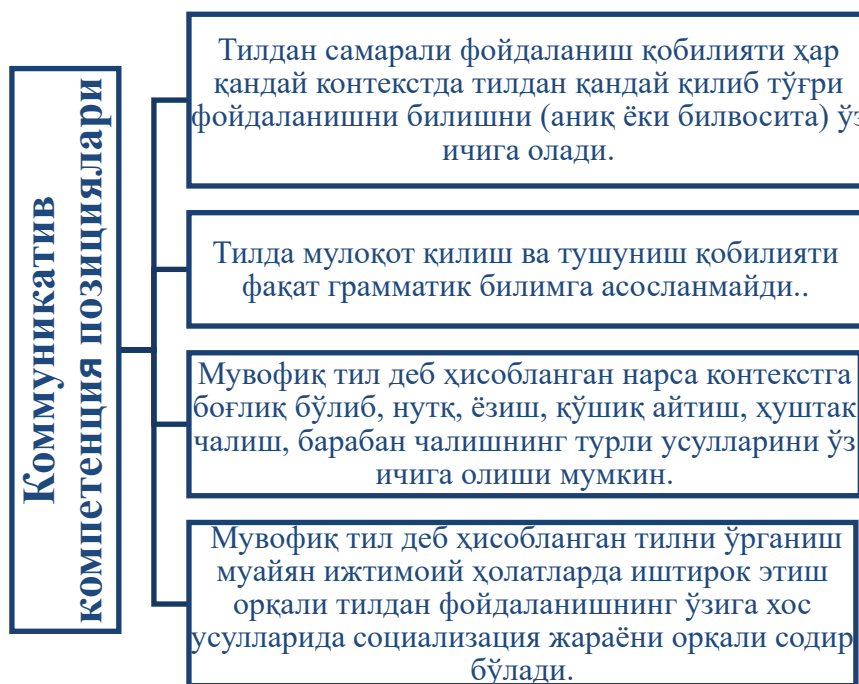 Коммуникатив
компетенция позициялари
Тилдан самарали фойдаланиш қобилияти ҳар
қандай контекстда тилдан қандай қилиб тўғри
фойдаланишни билишни (аниқ ёки билвосита) ўз
ичига олади.
Тилда мулоқот қилиш ва тушуниш қобилияти
фақат грамматик билимга асосланмайди..
Мувофиқ тил деб ҳисобланган нарса контекстга
боғлиқ бўлиб, нутқ, ёзиш, қўшиқ айтиш, ҳуштак
чалиш, барабан чалишнинг турли усулларини ўз
ичига олиши мумкин.
Мувофиқ тил деб ҳисобланган тилни ўрганиш
муайян ижтимоий ҳолатларда иштирок этиш
орқали тилдан фойдаланишнинг ўзига хос
усулларида социализация жараёни орқали содир
бўлади.